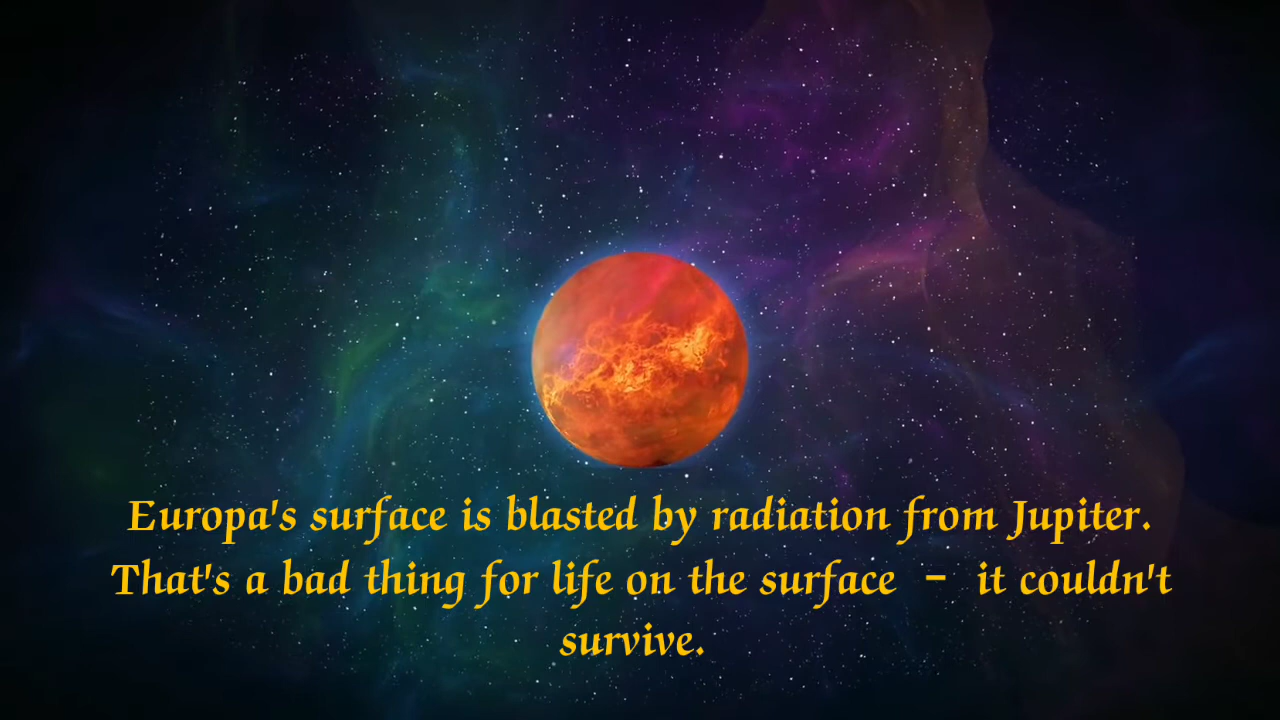 Europa's surface is blasted by radiation from Jupiter.
That's a bad thing for life on the surface - it couldn't
survive.